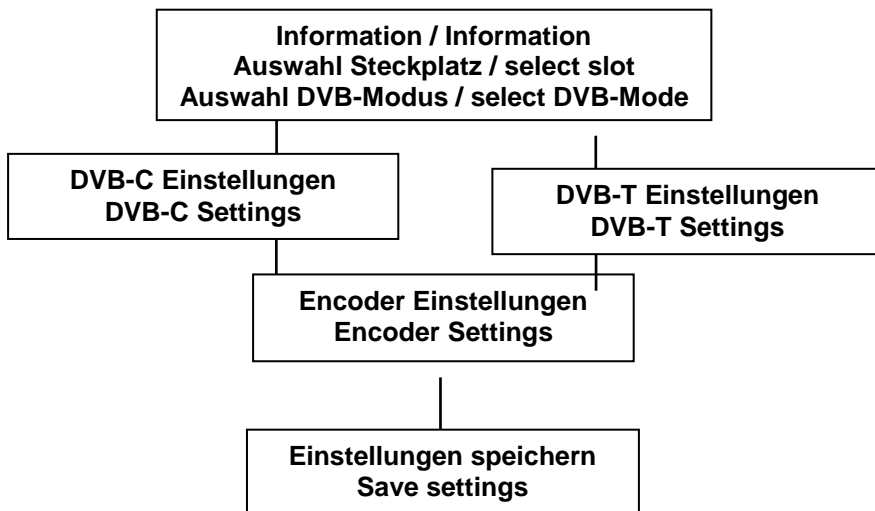 Information / Information
Auswahl Steckplatz / select slot
Auswahl DVB-Modus / select DVB-Mode
DVB-C Einstellungen
DVB-C Settings
DVB-T Einstellungen
DVB-T Settings
Encoder Einstellungen
Encoder Settings
Einstellungen speichern
Save settings